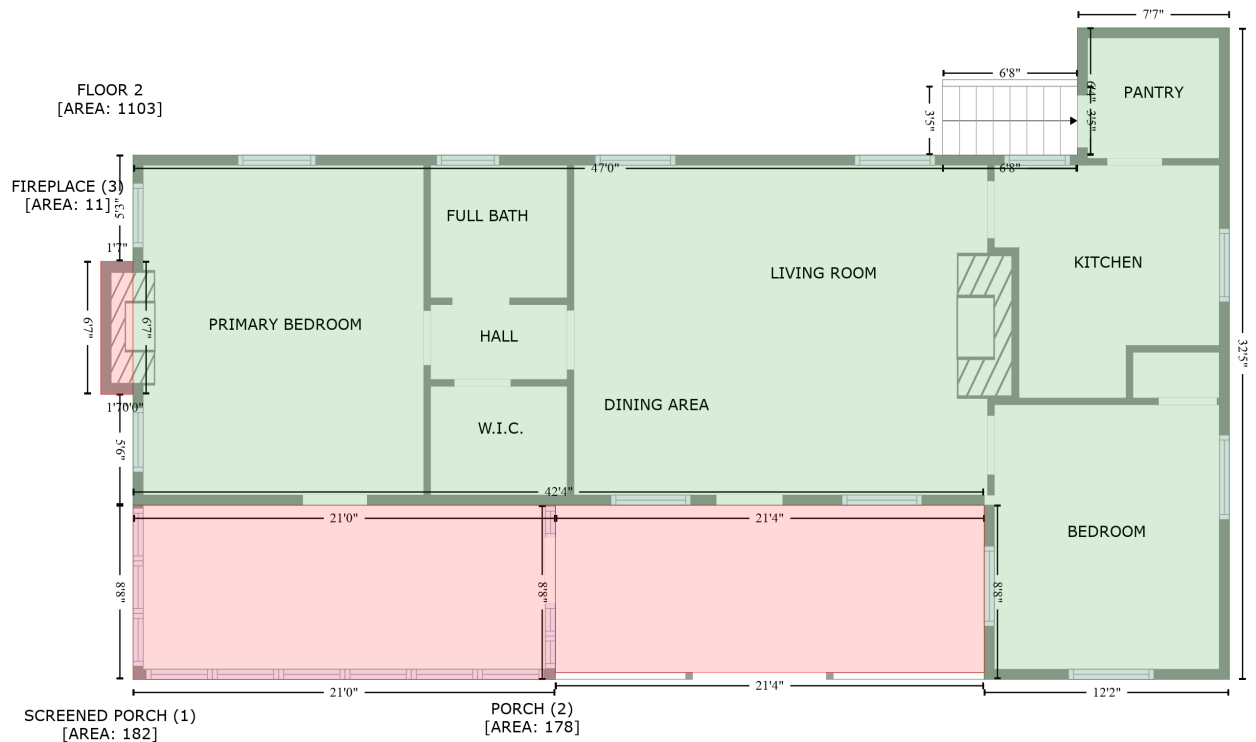 7'7"
6'8"
FLOOR 2
[AREA: 1103]
PANTRY
6'4"
3'5"
3'5"
47'0"
6'8"
FIREPLACE (3)
[AREA: 11]
5'3"
FULL BATH
1'7"
KITCHEN
LIVING ROOM
6'7"
6'7"
PRIMARY BEDROOM
HALL
32'5"
1'7"
0'0"
DINING AREA
W.I.C.
5'6"
42'4"
21'0"
21'4"
BEDROOM
8'8"
8'8"
8'8"
21'0"
21'4"
12'2"
SCREENED PORCH (1)
[AREA: 182]
PORCH (2)
[AREA: 178]